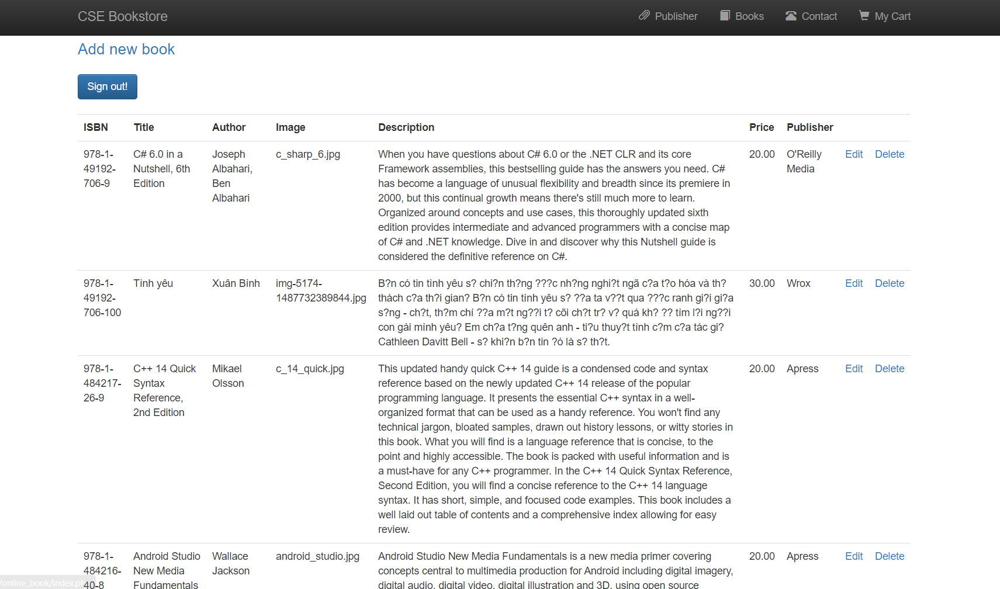 CSE Bookstore
Publisher
Books
Contact
My Cart
Add new book
Sign out!
ISBN Title Author Image Description Price Publisher
978-1-
49192-
706-9
C# 6.0 in a
Nutshell, 6th
Edition
Joseph
Albahari,
Ben
Albahari
c_sharp_6.jpg
When you have questions about C# 6.0 or the .NET CLR and its core
Framework assemblies, this bestselling guide has the answers you need. C#
has become a language of unusual flexibility and breadth since its premiere in
2000, but this continual growth means there's still much more to learn.
Organized around concepts and use cases, this thoroughly updated sixth
edition provides intermediate and advanced programmers with a concise map
of C# and .NET knowledge. Dive in and discover why this Nutshell guide is
considered the definitive reference on C#.
20.00
O'Reilly
Media
Edit
Delete
978-1-
49192-
706-100
Tình yêu
Xuân Bình
img-5174-
1487732389844.jpg
B?n có tin tình yêu s? chi?n th?ng ???c nh?ng nghi?t ngã c?a t?o hóa và th?
thách c?a th?i gian? B?n có tin tình yêu s? ??a ta v??t qua ???c ranh gi?i gi?a
s?ng - ch?t, th?m chí ??a m?t ng??i t? cõi ch?t tr? v? quá kh? ?? tìm l?i ng??i
con gái mình yêu? Em ch?a t?ng quên anh - ti?u thuy?t tình c?m c?a tác gi?
Cathleen Davitt Bell - s? khi?n b?n tin ?ó là s? th?t.
30.00
Wrox
Edit
Delete
978-1-
484217-
26-9
C++ 14 Quick
Syntax
Reference,
2nd Edition
Mikael
Olsson
c_14_quick.jpg
This updated handy quick C++ 14 guide is a condensed code and syntax
reference based on the newly updated C++ 14 release of the popular
programming language. It presents the essential C++ syntax in a well-
organized format that can be used as a handy reference. You won't find any
technical jargon, bloated samples, drawn out history lessons, or witty stories in
this book. What you will find is a language reference that is concise, to the
point and highly accessible. The book is packed with useful information and is
a must-have for any C++ programmer. In the C++ 14 Quick Syntax Reference,
Second Edition, you will find a concise reference to the C++ 14 language
syntax. It has short, simple, and focused code examples. This book includes a
well laid out table of contents and a comprehensive index allowing for easy
review.
20.00
Apress
Edit
Delete
978-1-
484216-
40-8
Android Studio
New Media
Fundamentals
Wallace
Jackson
android_studio.jpg
Android Studio New Media Fundamentals is a new media primer covering
concepts central to multimedia production for Android including digital imagery,
digital audio, digital video, digital illustration and 3D, using open source
20.00
Apress
Edit
Delete